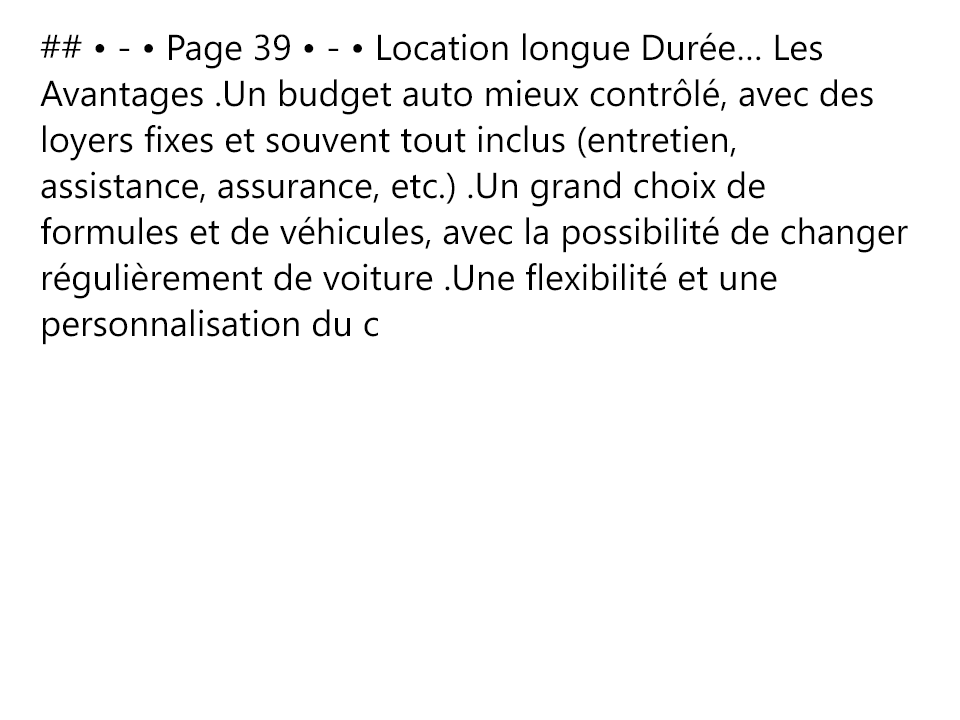 ## • - • Page 39 • - • Location longue Durée... Les
Avantages .Un budget auto mieux contrôlé, avec des
loyers fixes et souvent tout inclus (entretien,
assistance, assurance, etc.) .Un grand choix de
formules et de véhicules, avec la possibilité de changer
régulièrement de voiture .Une flexibilité et une
personnalisation du c